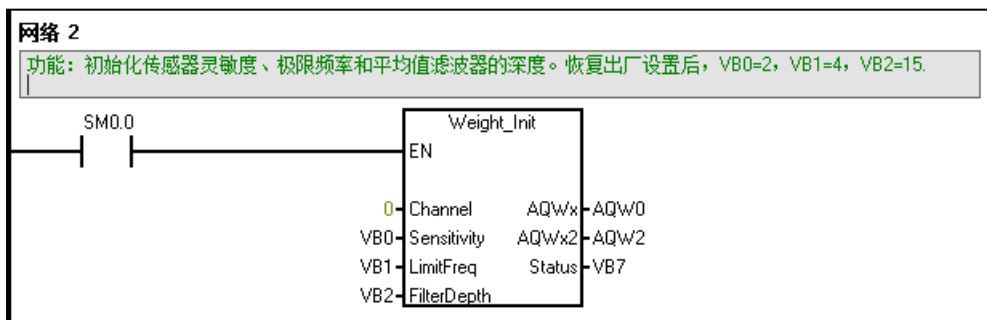 网络 2
功能：初始化传感器灵敏度、极限频率和平均值滤波器的深度。恢复出厂设置后，VB0=2，VB1=4，VB2=15.
SM0.0
Weight_Init
EN
0 Channel AQWx AQW0
VB0 Sensitivity AQWx2 AQW2
VB1 LimitFreq Status VB7
VB2 FilterDepth